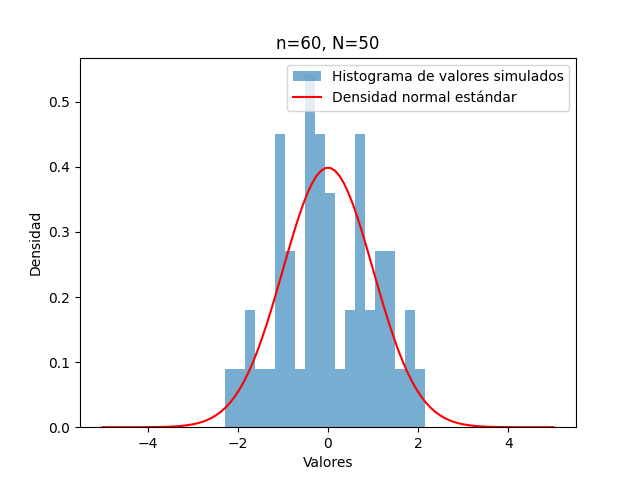 n=60, N=50
Histograma de valores simulados
Densidad normal estándar
Densidad
0.5
0.4
0.3
0.2
0.1
0.0
−4
−2
0
2
4
Valores